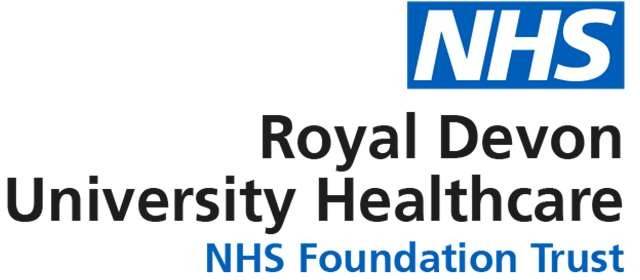 NHS
Royal Devon
University Healthcare
NHS Foundation Trust